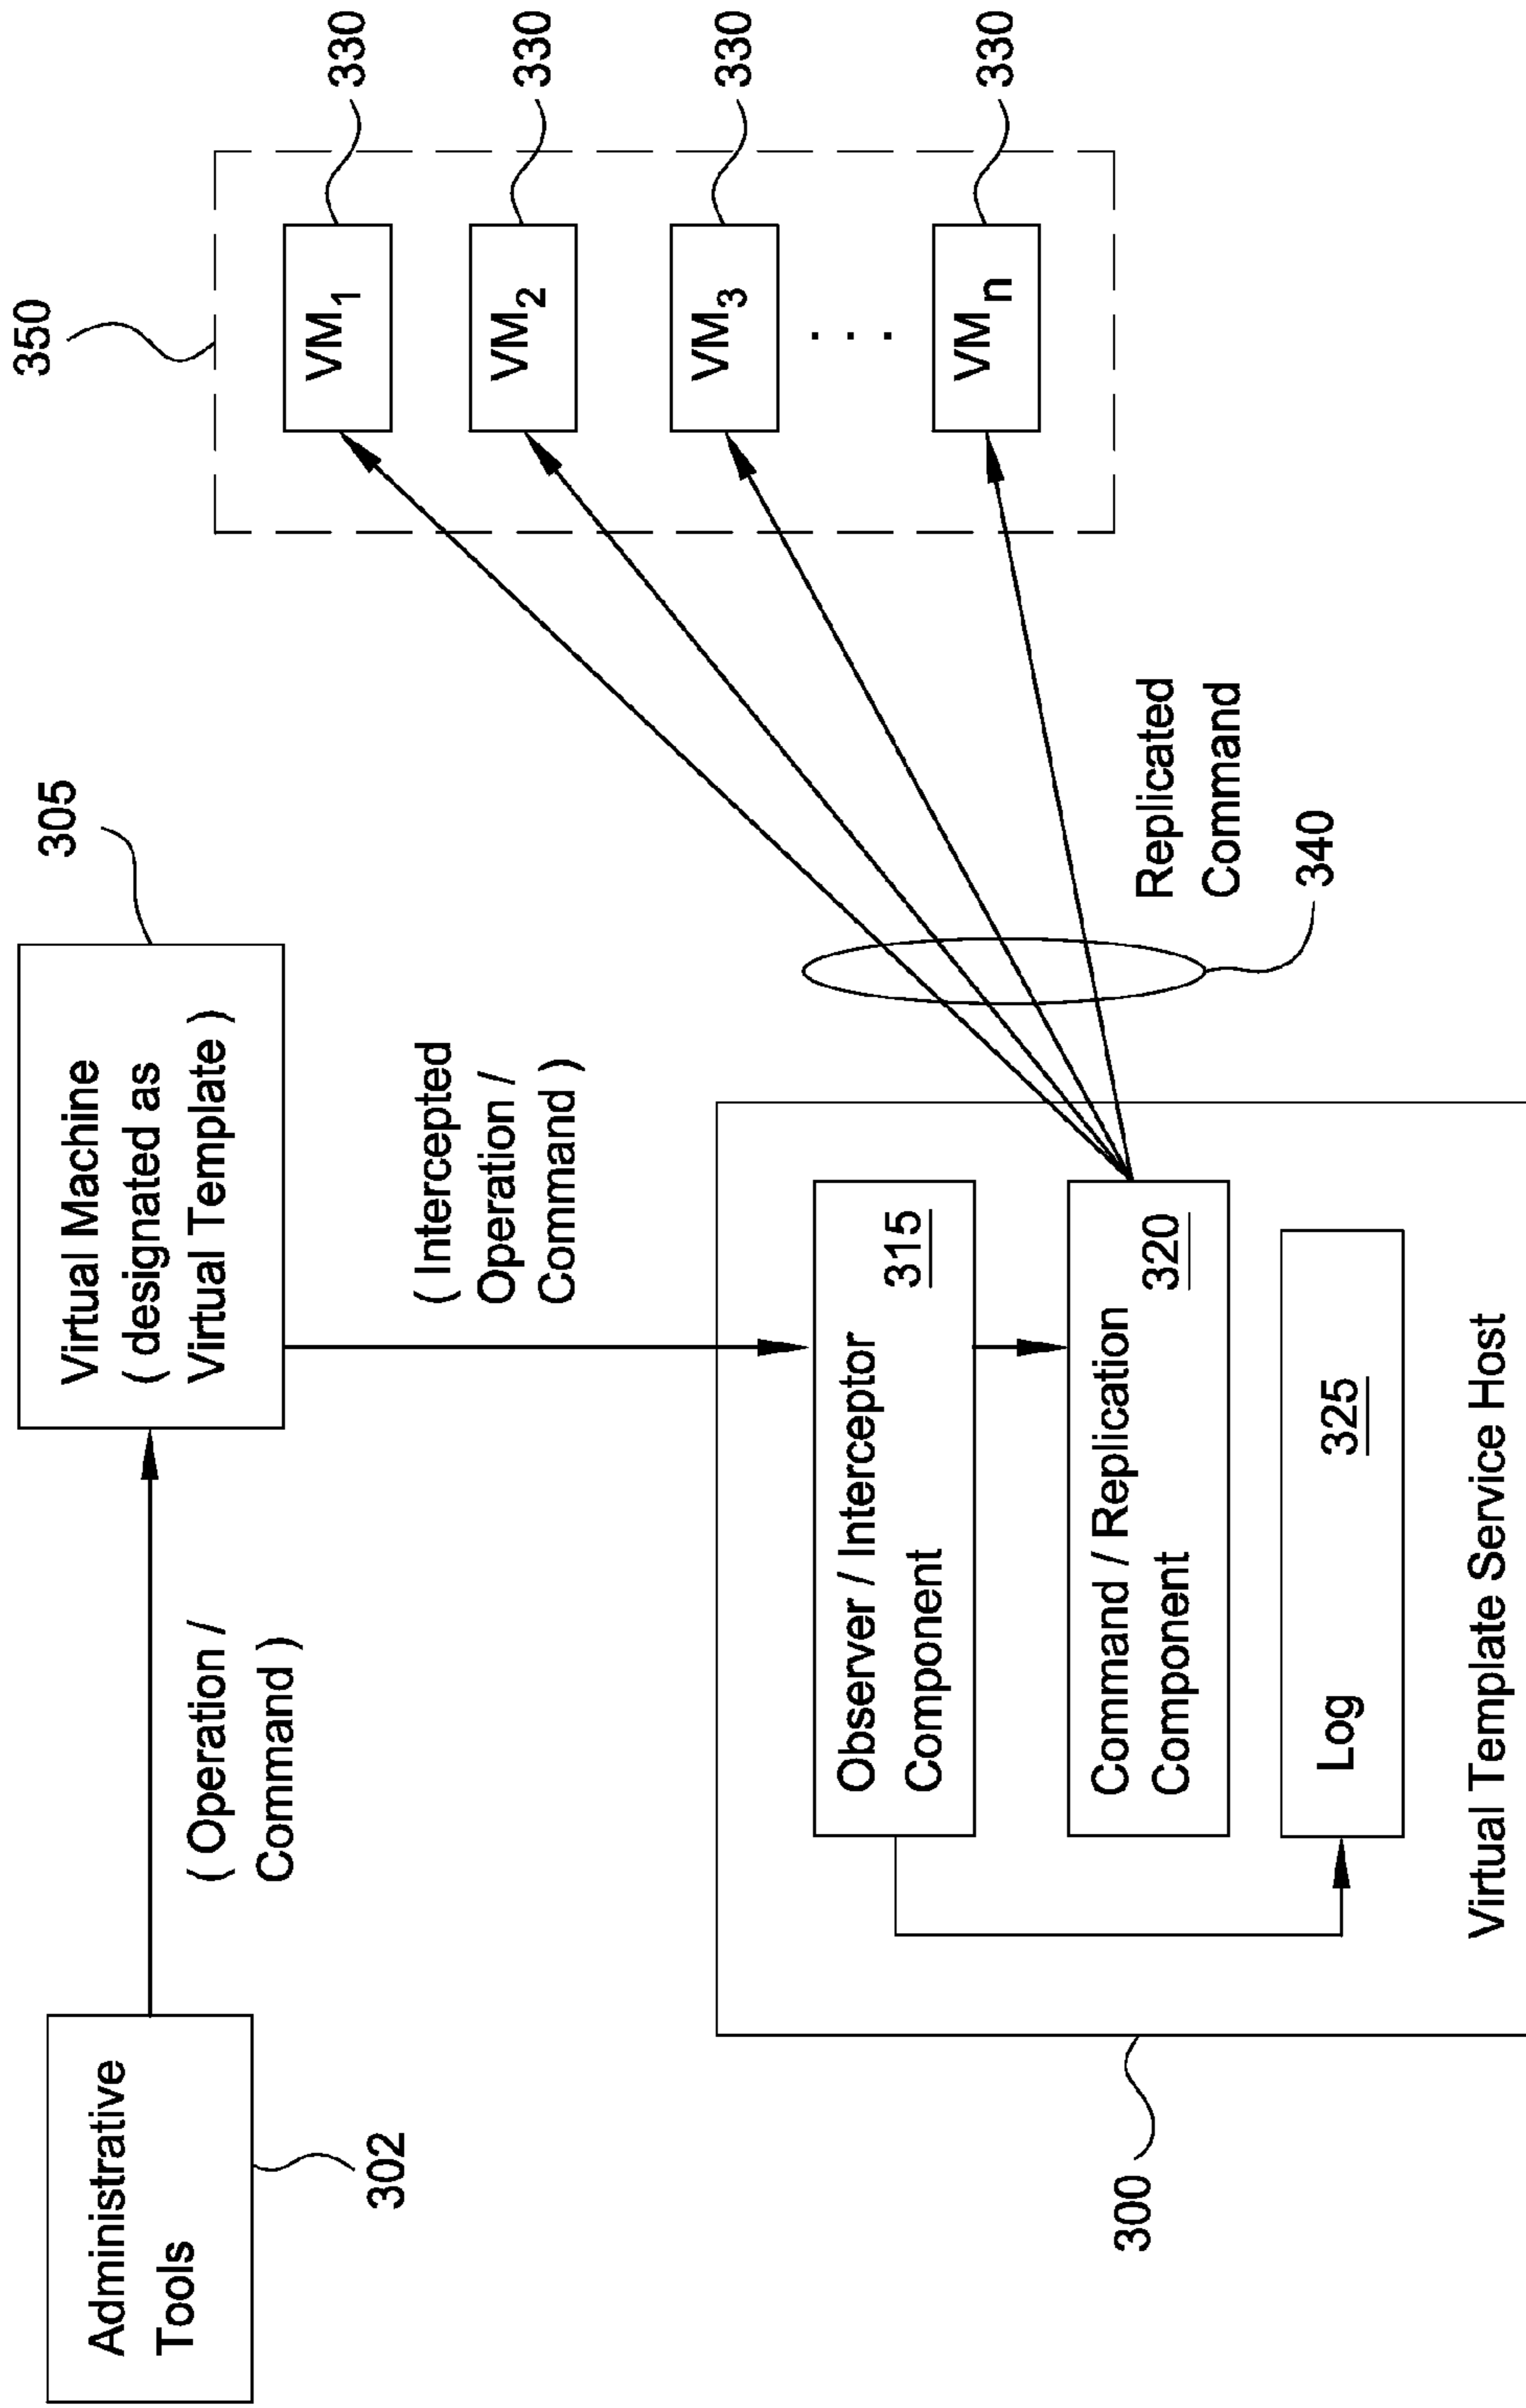 Administrative
Tools
302
( Operation /
Command )
Virtual Machine
( designated as
Virtual Template )
305
( Intercepted
Operation /
Command )
300
Observer / Interceptor
Component
315
Command / Replication
Component
320
Log
325
Virtual Template Service Host
Replicated
Command
340
350
VM1
330
VM2
330
VM3
330
. . .
VMn
330